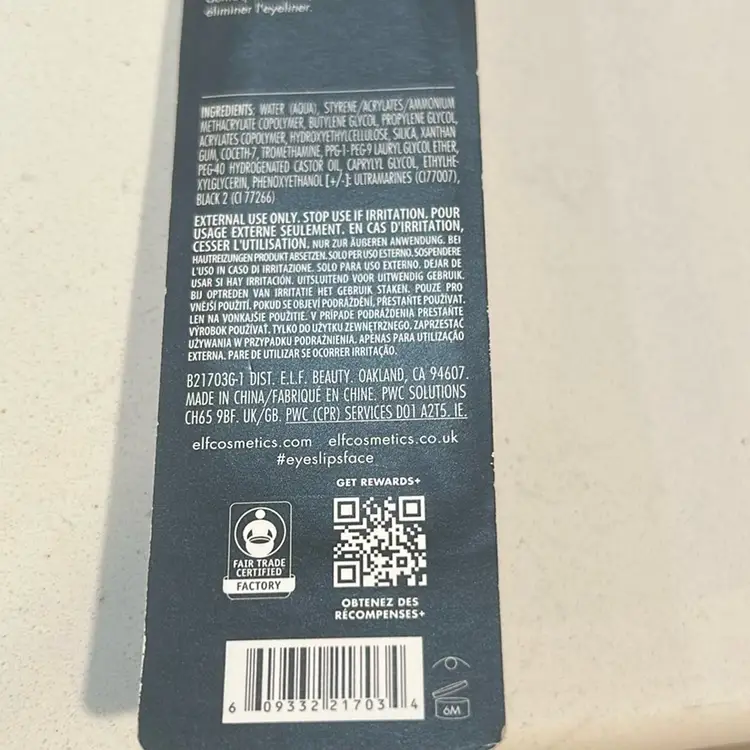 éliminer l'eyeliner.
INGREDIENTS: WATER (AQUA), STYRENE/ACRYLATES/AMMONIUM
METHACRYLATE COPOLYMER, BUTYLENE GLYCOL, PROPYLENE GLYCOL,
ACRYLATES COPOLYMER, HYDROXYETHYLCELLULOSE, SILICA, XANTHAN
GUM, COCETH-7, TROMETHAMINE, PPG-1-PEG-9 LAURYL GLYCOL ETHER,
PEG-40 HYDROGENATED CASTOR OIL, CAPRYLYL GLYCOL, ETHYLHE-
XYLGLYCERIN, PHENOXYETHANOL [+/-]: ULTRAMARINES (CI77007),
BLACK 2 (CI 77266)
EXTERNAL USE ONLY. STOP USE IF IRRITATION. POUR
USAGE EXTERNE SEULEMENT. EN CAS D'IRRITATION,
CESSER L'UTILISATION. NUR ZUR ÄUßEREN ANWENDUNG. BEI
HAUTREIZUNGEN PRODUKT ABSETZEN. SOLO PER USO ESTERNO. SOSPENDERE
L'USO IN CASO DI IRRITAZIONE. SOLO PARA USO EXTERNO. DEJAR DE
USAR SI HAY IRRITACIÓN. UITSLUITEND VOOR UITWENDIG GEBRUIK.
BIJ OPTREDEN VAN IRRITATIE HET GEBRUIK STAKEN. POUZE PRO
VNĚJŠÍ POUŽITÍ. POKUD SE OBJEVÍ PODRÁŽDĚNÍ, PŘESTAŇTE POUŽÍVAT.
LEN NA VONKAJŠIE POUŽITIE. V PRÍPADE PODRÁŽDENIA PRESTAŇTE
VÝROBOK POUŽÍVAŤ. TYLKO DO UŻYTKU ZEWNĘTRZNEGO. ZAPRZESTAĆ
UŻYWANIA W PRZYPADKU PODRAŻNIENIA. APENAS PARA UTILIZAÇÃO
EXTERNA. PARE DE UTILIZAR SE OCORRER IRRITAÇÃO.
B21703G-1 DIST. E.L.F. BEAUTY. OAKLAND, CA 94607.
MADE IN CHINA/FABRIQUÉ EN CHINE. PWC SOLUTIONS
CH65 9BF. UK/GB. PWC (CPR) SERVICES D01 A2T5. IE.
elfcosmetics.com elfcosmetics.co.uk
#eyeslipsface
GET REWARDS+
FAIR TRADE
CERTIFIED
FACTORY
OBTENEZ DES
RÉCOMPENSES+
6 09332 21703 4
6M